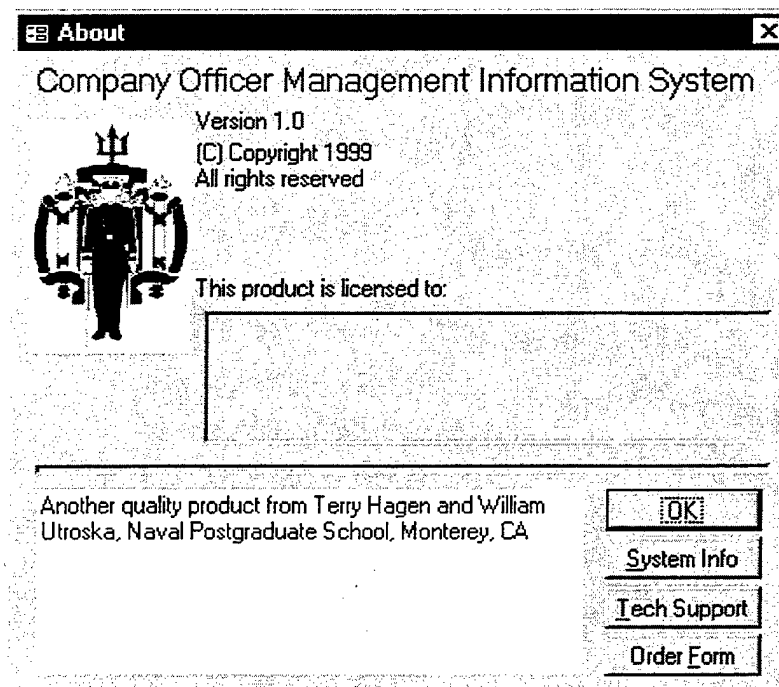 About
Company Officer Management Information System
Version 1.0
(C) Copyright 1999
All rights reserved
This product is licensed to:
Another quality product from Terry Hagen and William
Utroska, Naval Postgraduate School, Monterey, CA
OK
System Info
Tech Support
Order Form